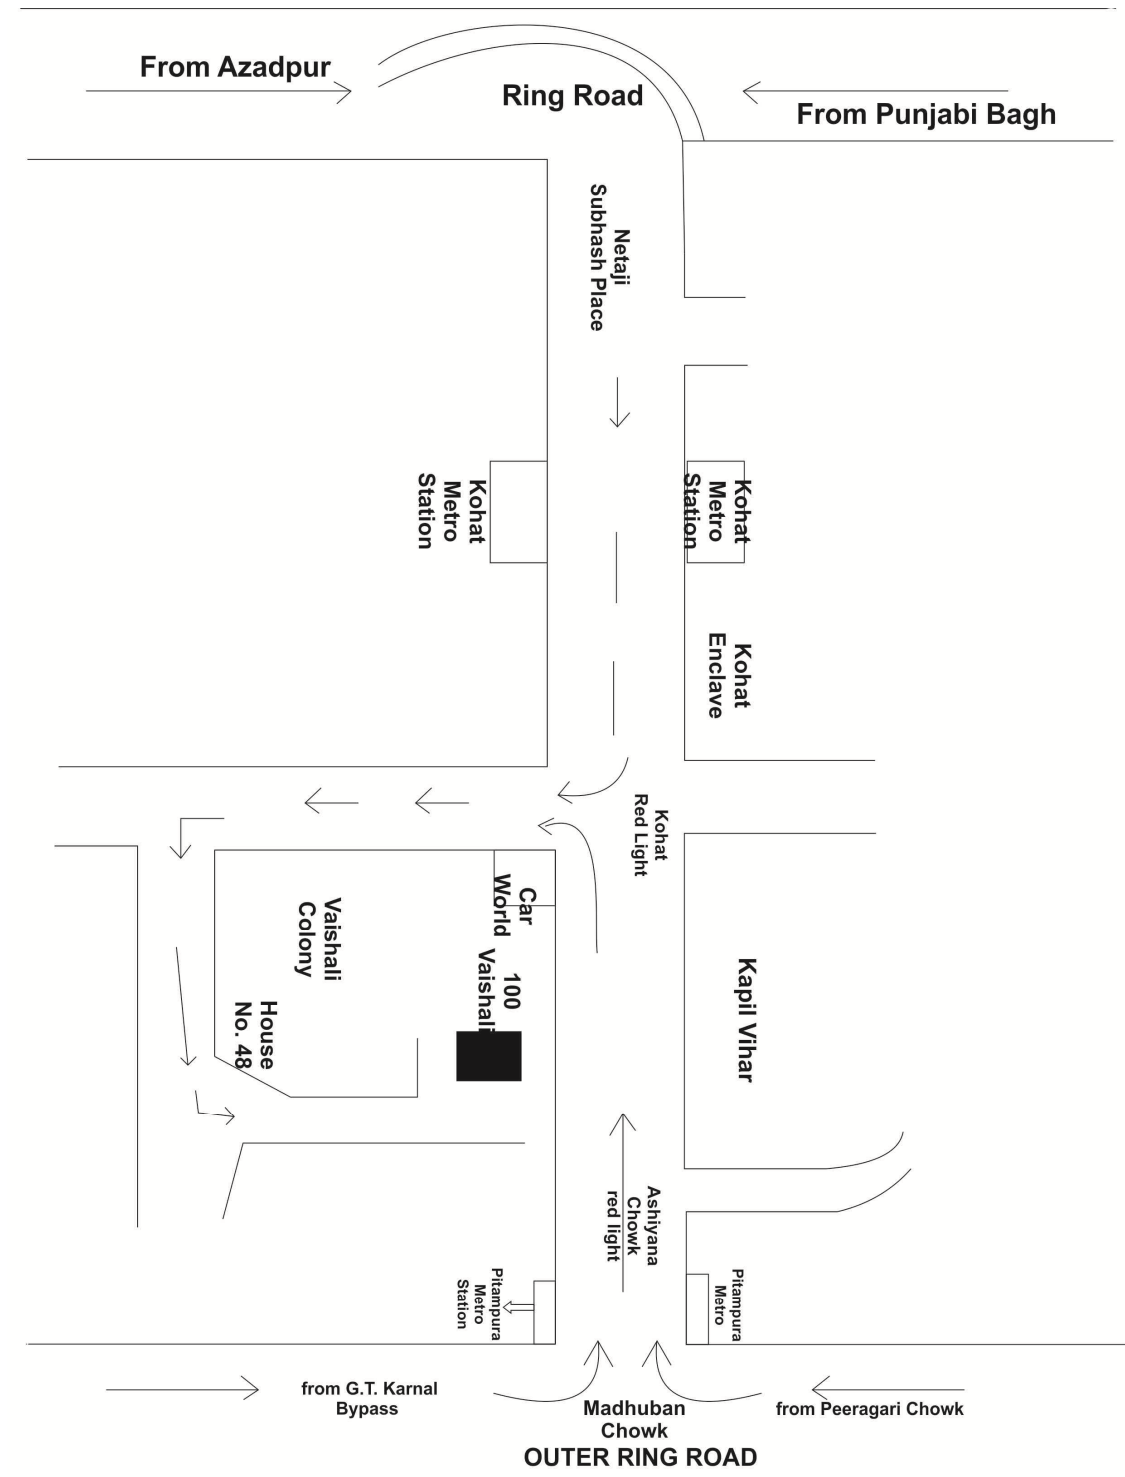 From Azadpur
Ring Road
From Punjabi Bagh
Netaji
Subhash Place
Kohat
Metro
Station
Kohat
Metro
Station
Kohat
Enclave
Kohat
Red Light
Car
World
Vaishali
Colony
100
Vaishali
House
No. 48
Kapil Vihar
Ashiyana
Chowk
red light
Pitampura
Metro
Station
Pitampura
Metro
from G.T. Karnal
Bypass
Madhuban
Chowk
from Peeragari Chowk
OUTER RING ROAD